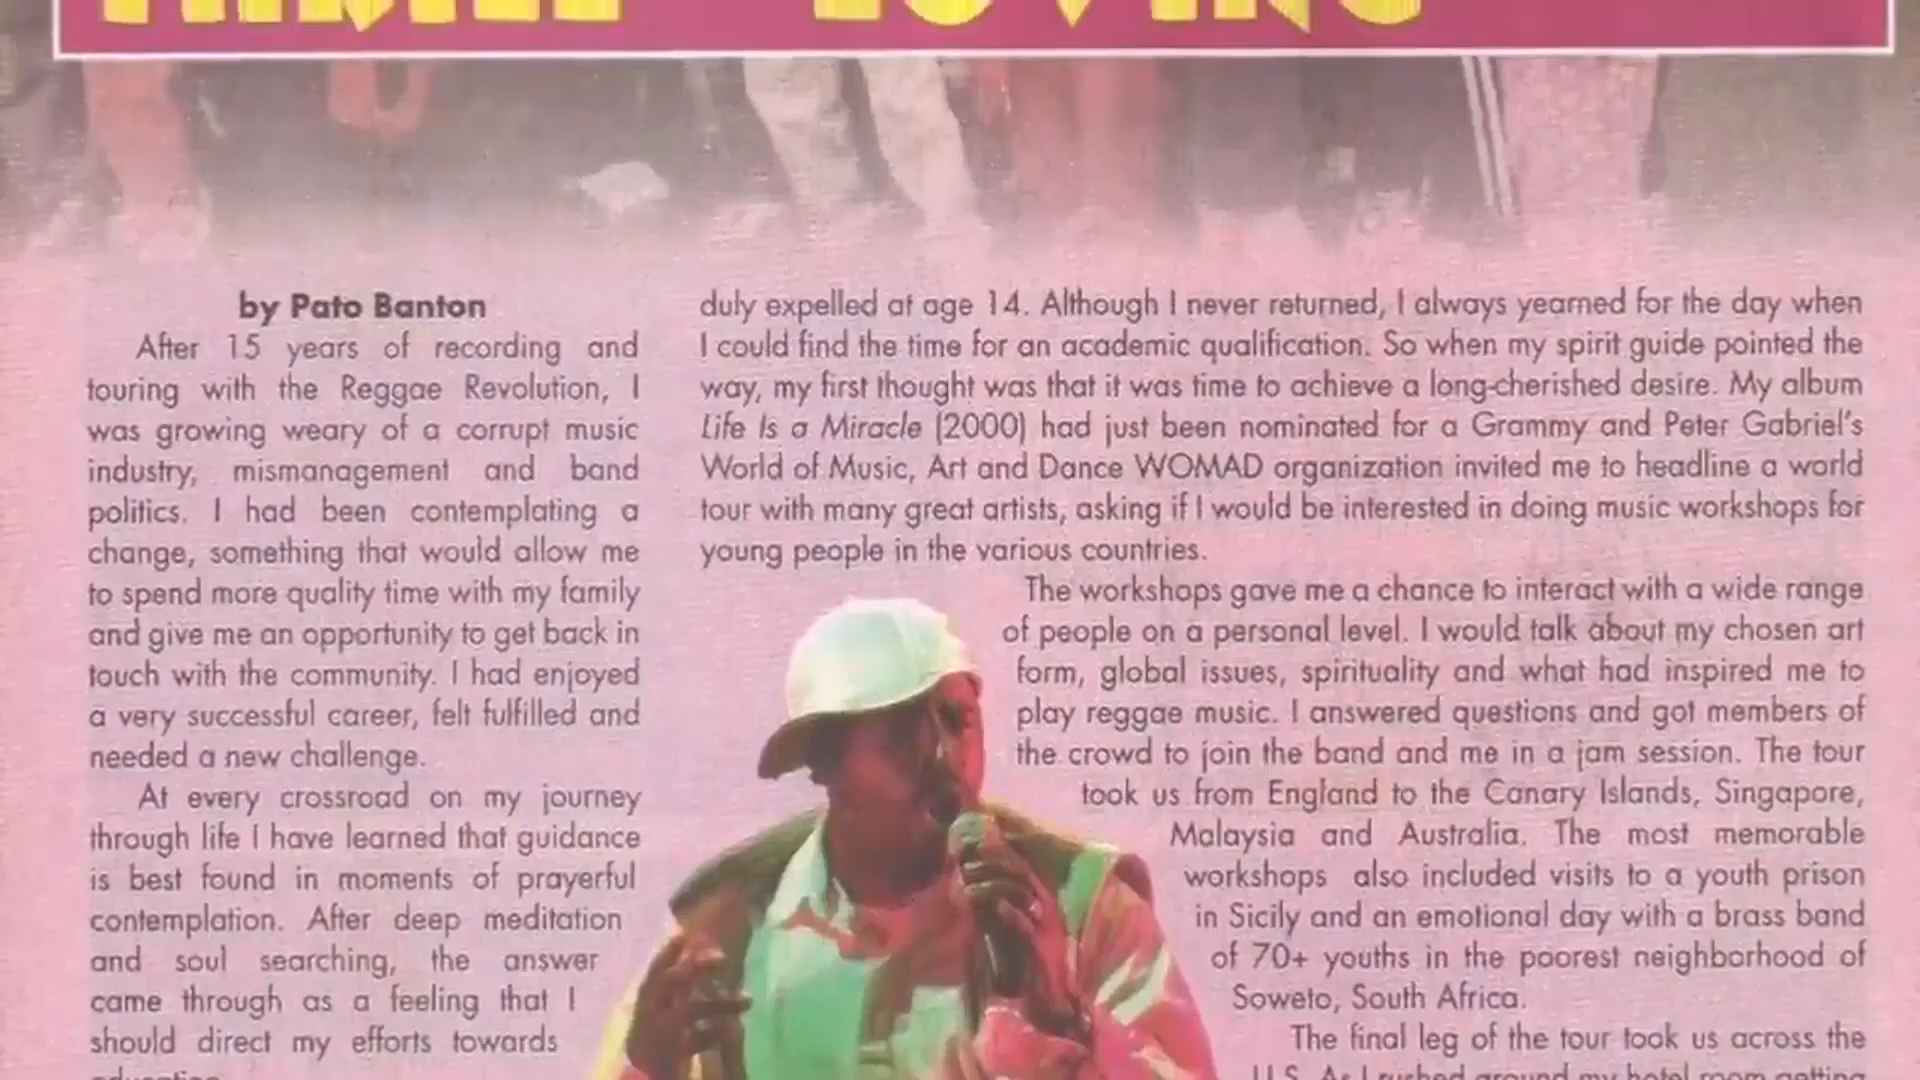 by Pato Banton
After 15 years of recording and
touring with the Reggae Revolution, I
was growing weary of a corrupt music
industry, mismanagement and band
politics. I had been contemplating a
change, something that would allow me
to spend more quality time with my family
and give me an opportunity to get back in
touch with the community. I had enjoyed
a very successful career, felt fulfilled and
needed a new challenge.
At every crossroad on my journey
through life I have learned that guidance
is best found in moments of prayerful
contemplation. After deep meditation
and soul searching, the answer
came through as a feeling that I
should direct my efforts towards
duly expelled at age 14. Although I never returned, I always yearned for the day when
I could find the time for an academic qualification. So when my spirit guide pointed the
way, my first thought was that it was time to achieve a long-cherished desire. My album
Life Is a Miracle (2000) had just been nominated for a Grammy and Peter Gabriel's
World of Music, Art and Dance WOMAD organization invited me to headline a world
tour with many great artists, asking if I would be interested in doing music workshops for
young people in the various countries.
The workshops gave me a chance to interact with a wide range
of people on a personal level. I would talk about my chosen art
form, global issues, spirituality and what had inspired me to
play reggae music. I answered questions and got members of
the crowd to join the band and me in a jam session. The tour
took us from England to the Canary Islands, Singapore,
Malaysia and Australia. The most memorable
workshops also included visits to a youth prison
in Sicily and an emotional day with a brass band
of 70+ youths in the poorest neighborhood of
Soweto, South Africa.
The final leg of the tour took us across the
U.S. As I rushed around my hotel room getting